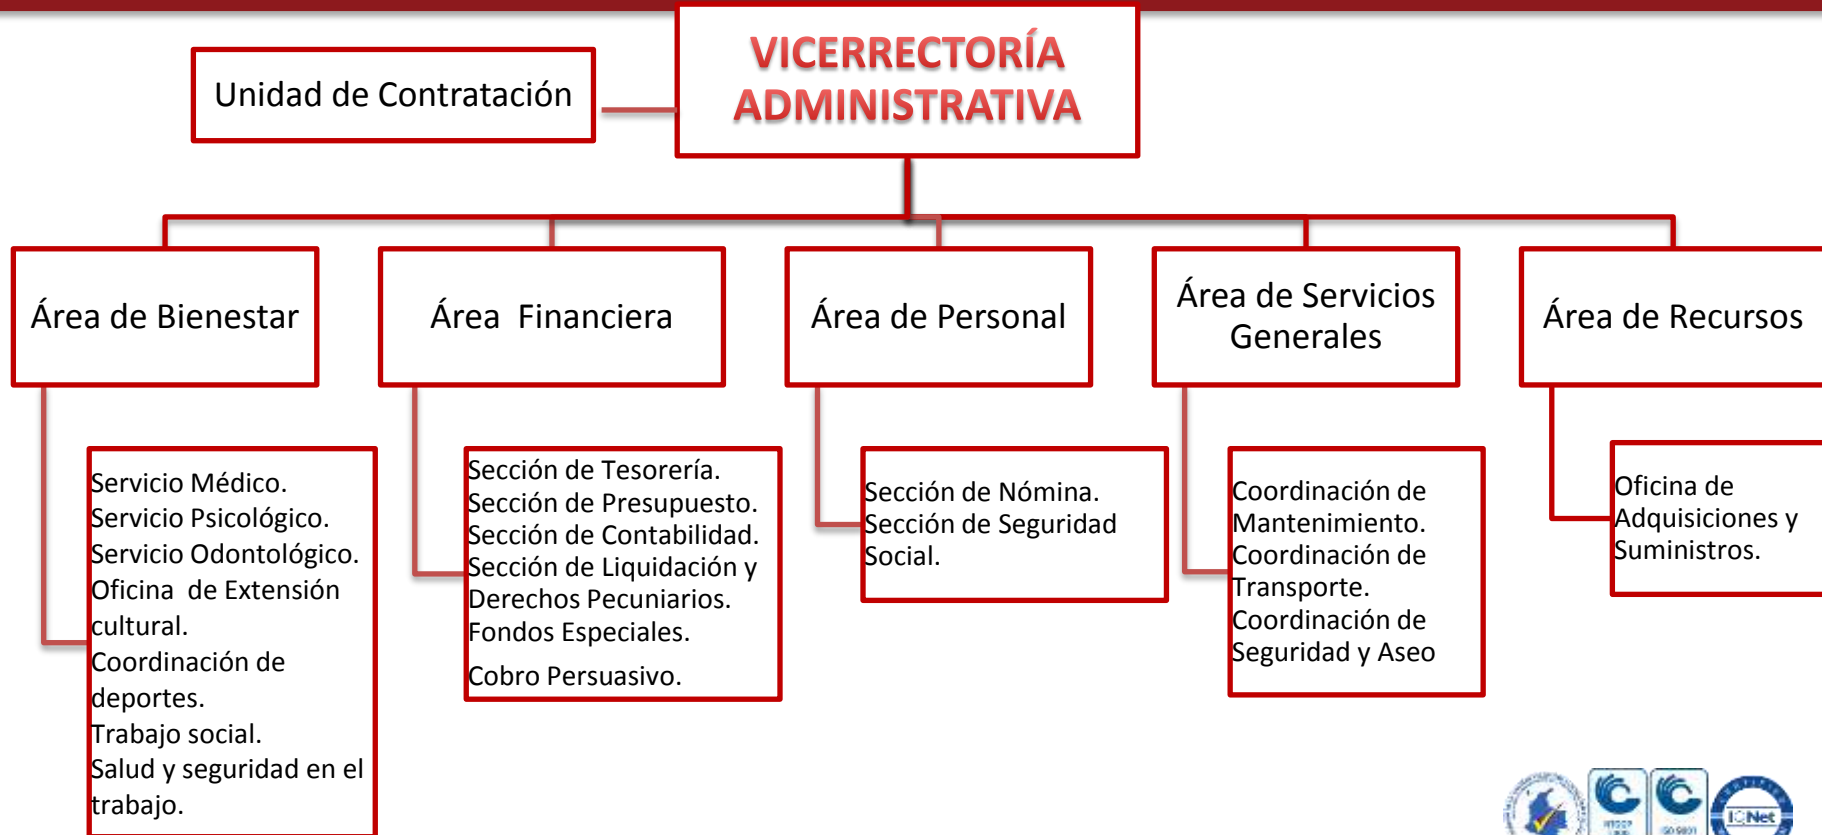 VICERRECTORÍA
ADMINISTRATIVA
Unidad de Contratación
Área de Bienestar
Área  Financiera
Área de Personal
Área de Servicios
Generales
Área de Recursos
Servicio Médico.
Servicio Psicológico.
Servicio Odontológico.
Oficina  de Extensión
cultural.
Coordinación de
deportes.
Trabajo social.
Salud y seguridad en el
trabajo.
Sección de Tesorería.
Sección de Presupuesto.
Sección de Contabilidad.
Sección de Liquidación y
Derechos Pecuniarios.
Fondos Especiales.
Cobro Persuasivo.
Sección de Nómina.
Sección de Seguridad
Social.
Coordinación de
Mantenimiento.
Coordinación de
Transporte.
Coordinación de
Seguridad y Aseo
Oficina de
Adquisiciones y
Suministros.
ISO 9001
IQNet